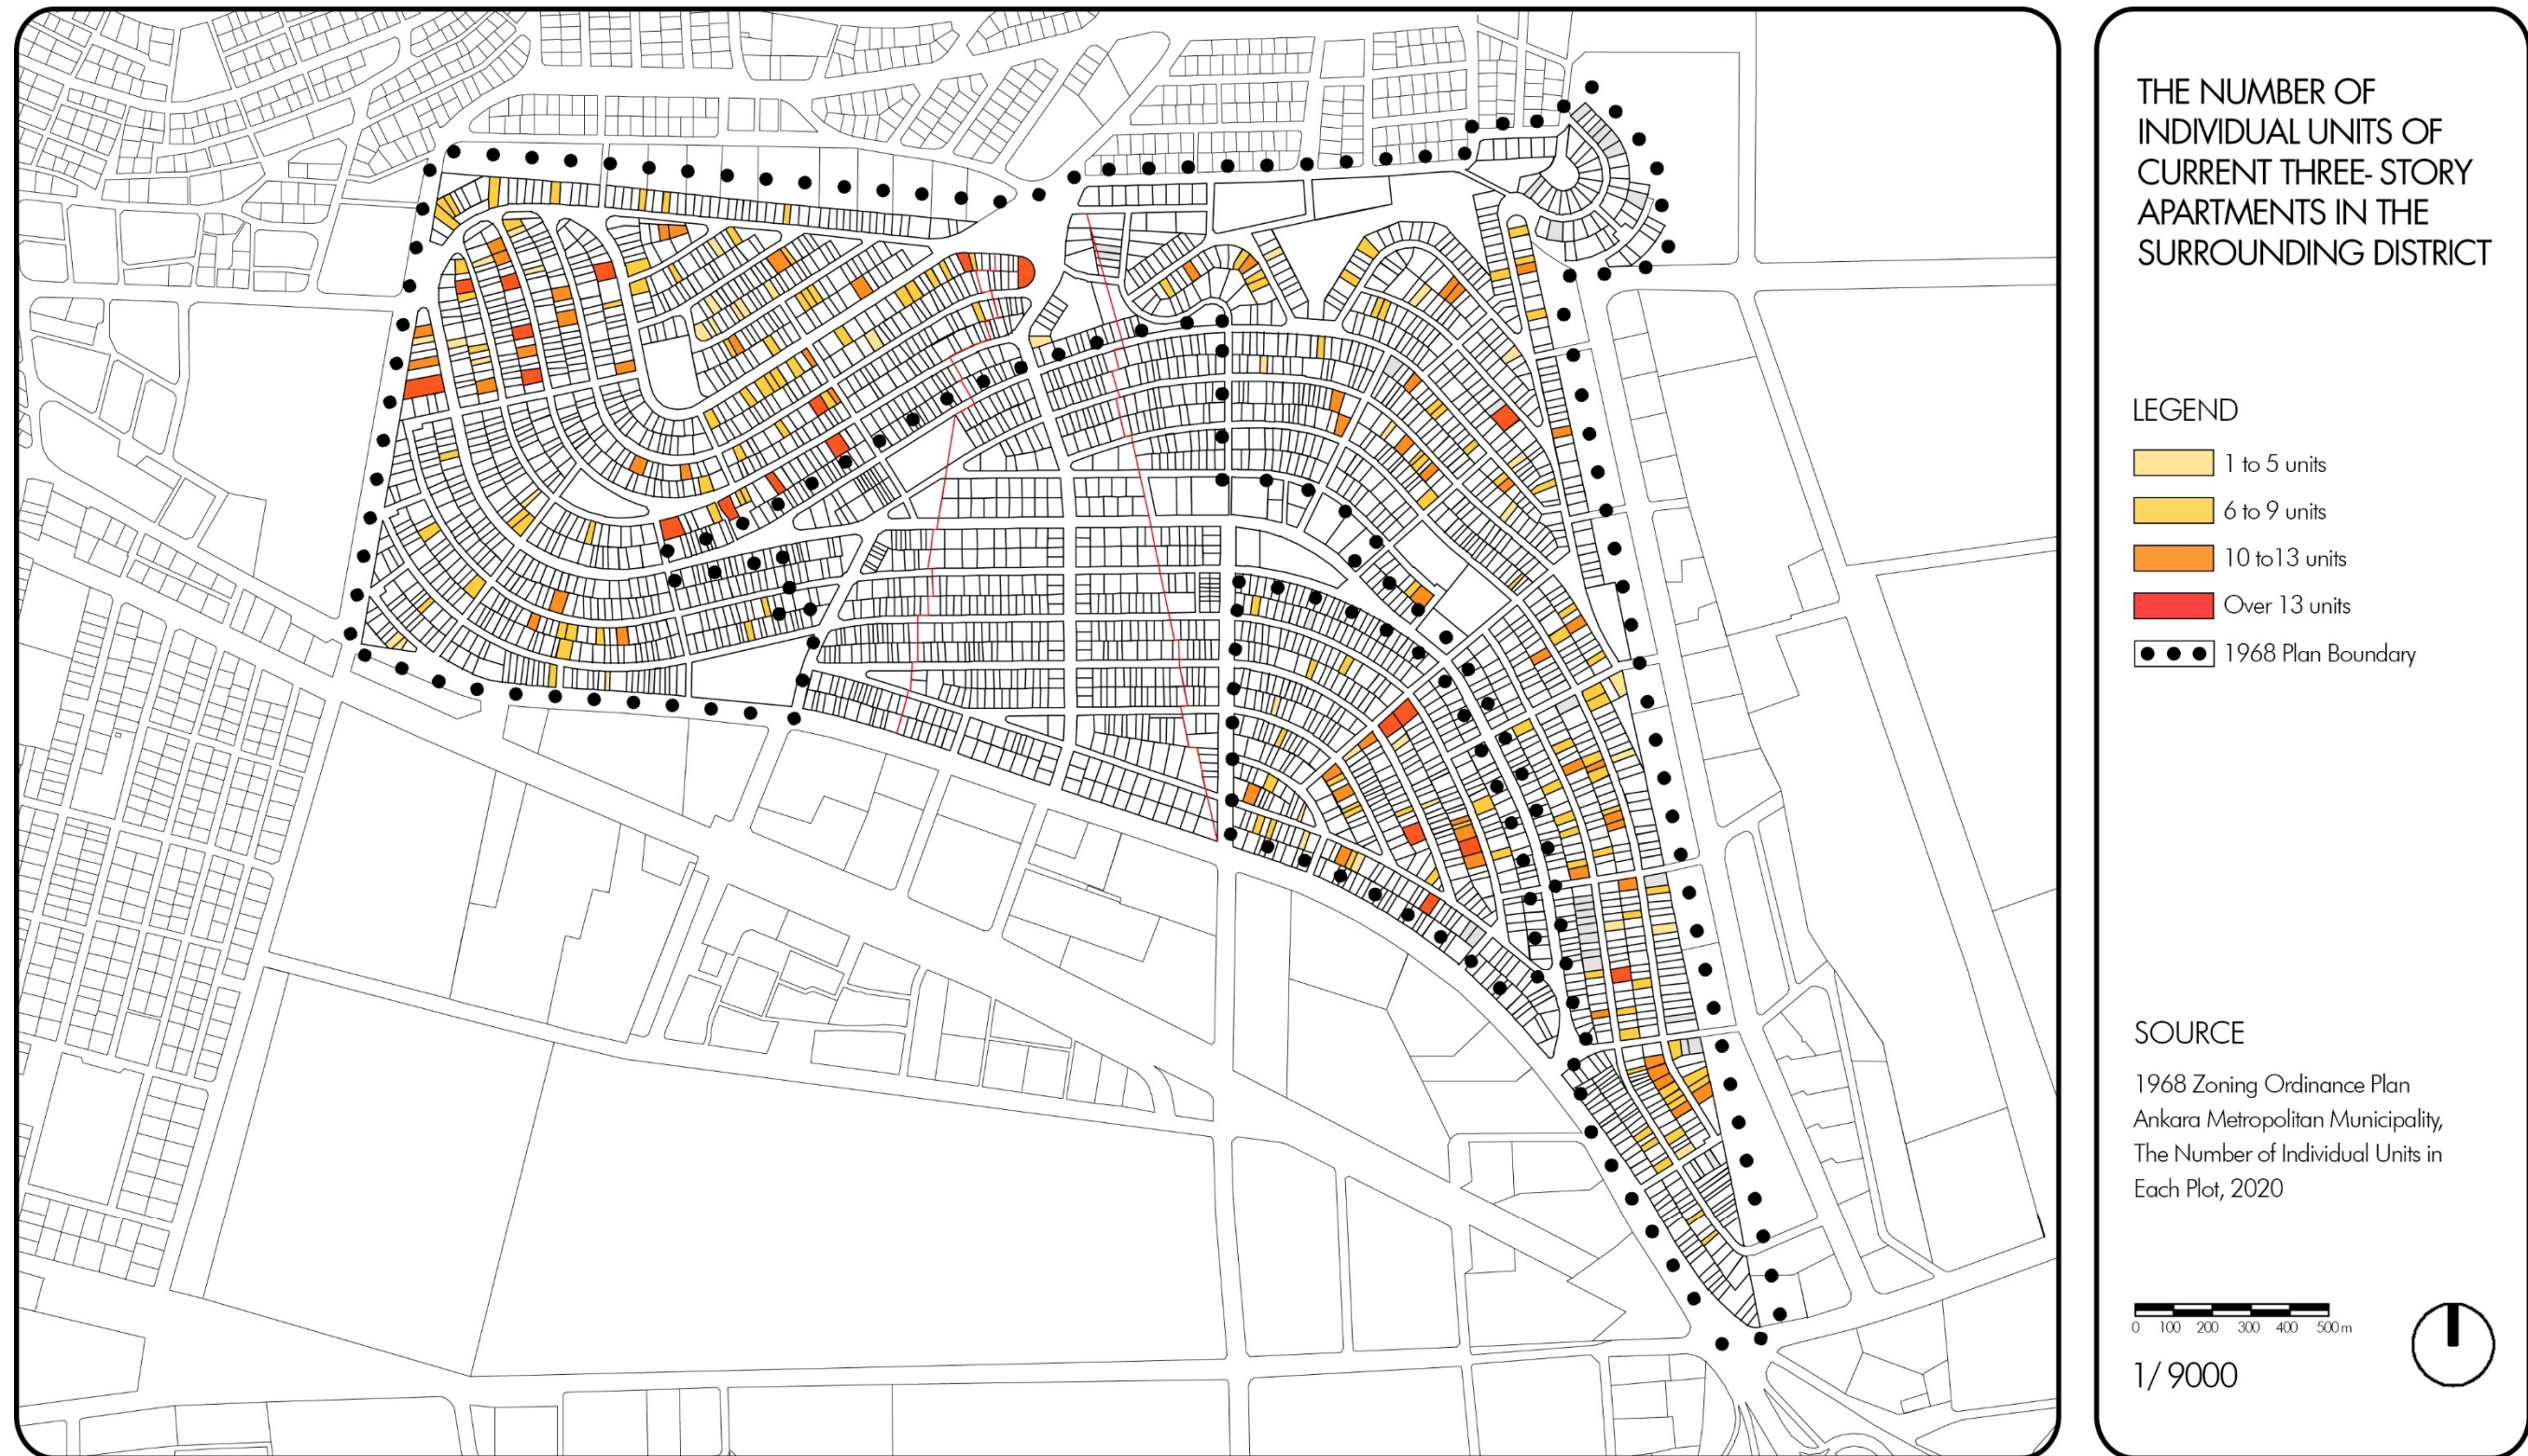 THE NUMBER OF
INDIVIDUAL UNITS OF
CURRENT THREE- STORY
APARTMENTS IN THE
SURROUNDING DISTRICT
LEGEND
1 to 5 units
6 to 9 units
10 to13 units
Over 13 units
1968 Plan Boundary
SOURCE
1968 Zoning Ordinance Plan
Ankara Metropolitan Municipality,
The Number of Individual Units in
Each Plot, 2020
0 100 200 300 400 500 m
1/ 9000